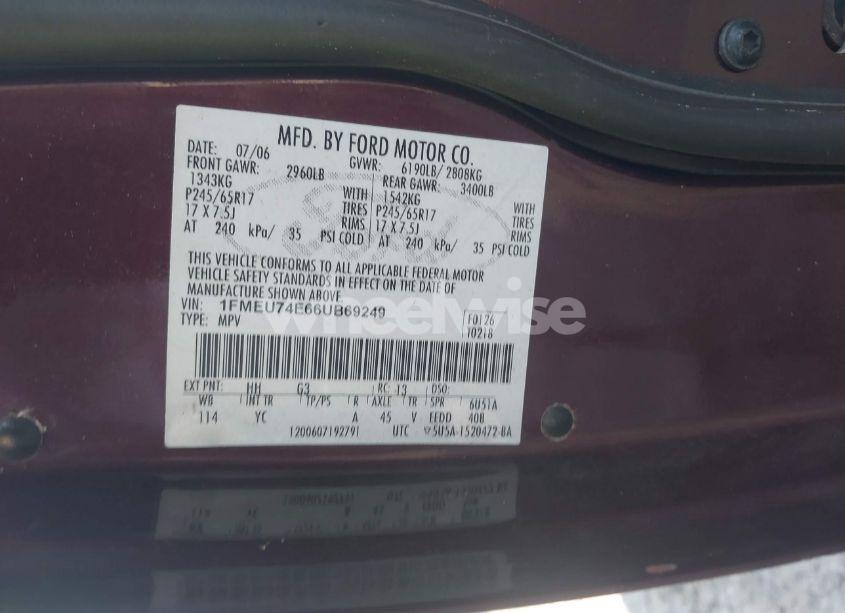 MFD. BY FORD MOTOR CO.
DATE: 07/06 GVWR: 6190LB/ 2808KG
FRONT GAWR: 2960LB REAR GAWR: 3400LB
1343KG WITH 1542KG WITH
P245/65R17 TIRES P245/65R17 TIRES
17 X 7.5J RIMS 17 X 7.5J RIMS
AT 240 kPa/ 35 PSI COLD AT 240 kPa/ 35 PSI COLD
THIS VEHICLE CONFORMS TO ALL APPLICABLE FEDERAL MOTOR
VEHICLE SAFETY STANDARDS IN EFFECT ON THE DATE OF
MANUFACTURE SHOWN ABOVE.
VIN: 1FMEU74E66UB69249
TYPE: MPV
F0126
T0218
EXT PNT: HH G3 RC: 13 DSO:
WB INT TR TP/PS R AXLE TR SPR 6U5TA
114 YC A 45 V EEDD 40B
1200607192791 UTC 5U5A-1520472-BA
wheelwise